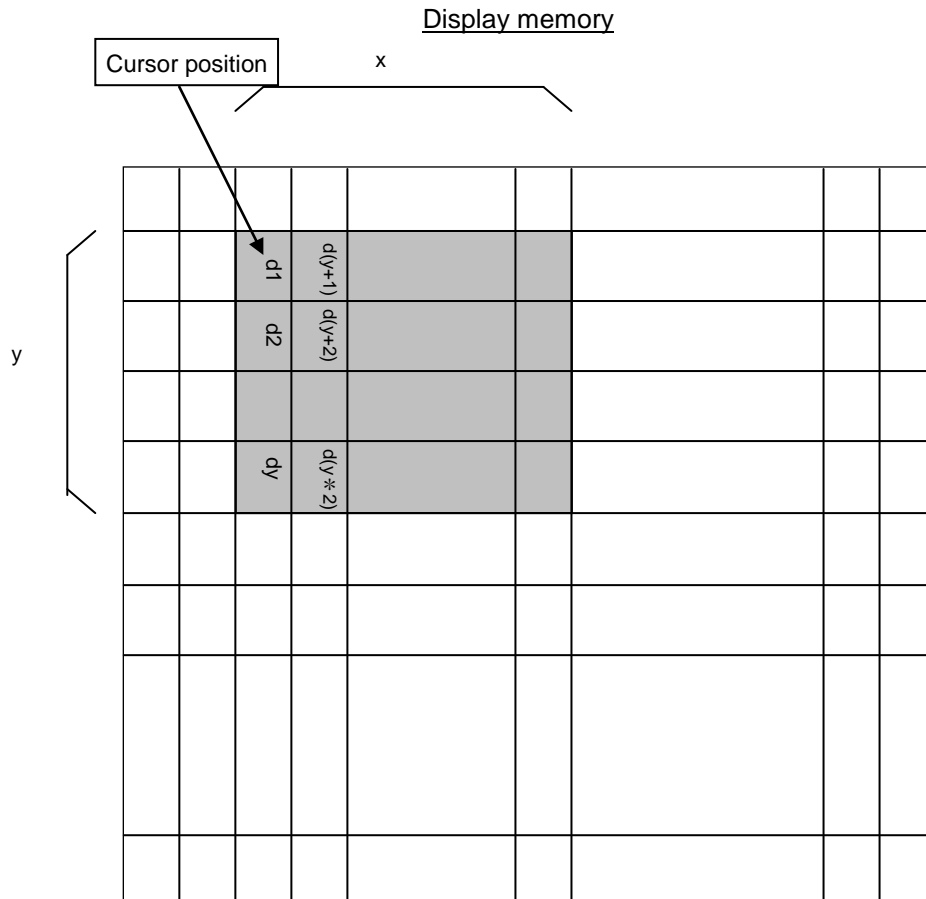 Display memory
Cursor position
x
y
d1
d(y+1)
d2
d(y+2)
dy
d(y＊2)